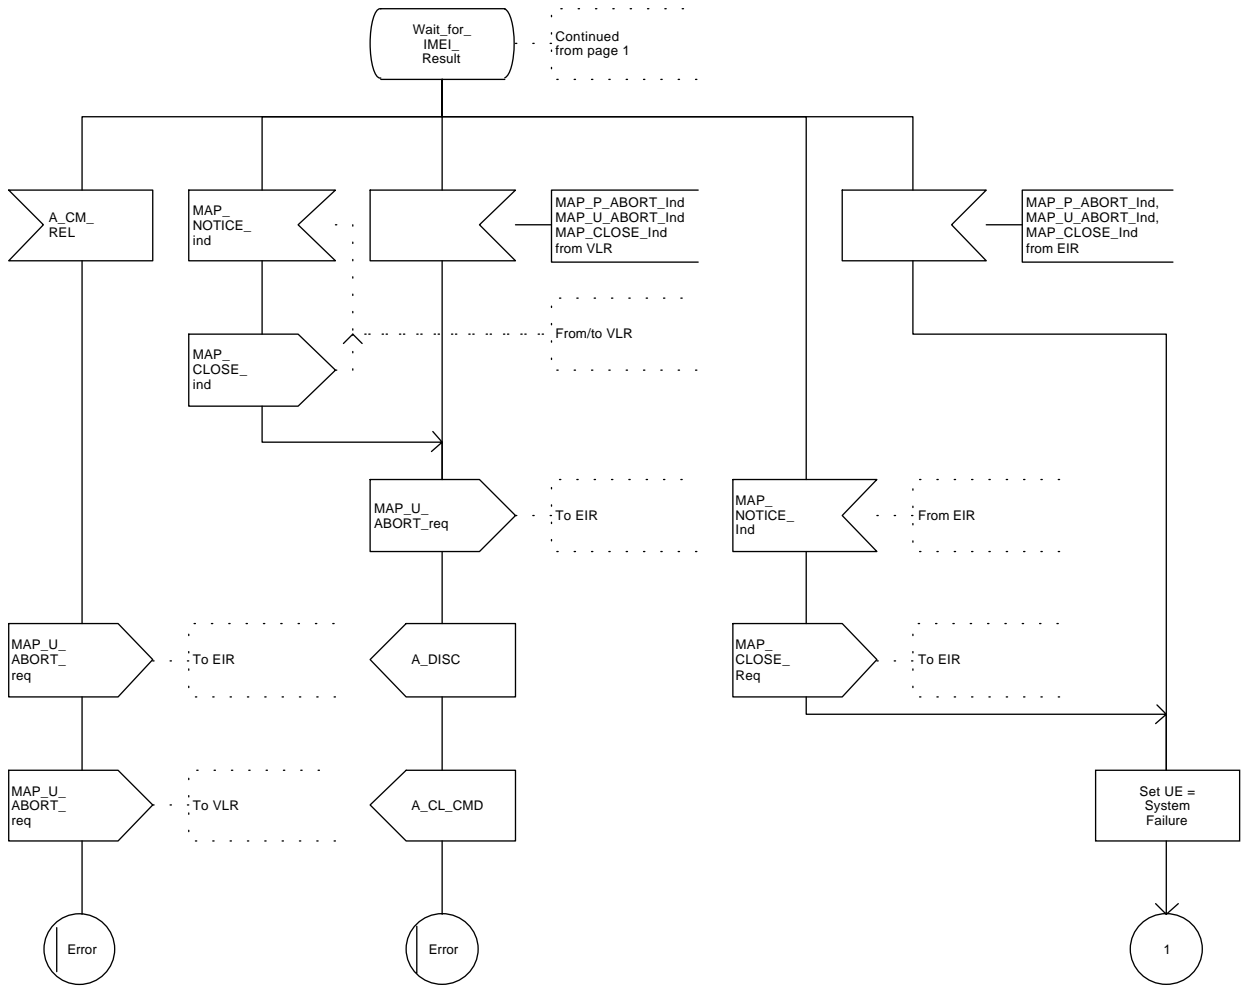 Wait_for_
IMEI_
Result
Continued
from page 1
A_CM_
REL
MAP_
NOTICE_
ind
MAP_P_ABORT_Ind
MAP_U_ABORT_Ind
MAP_CLOSE_Ind
from VLR
MAP_P_ABORT_Ind,
MAP_U_ABORT_Ind,
MAP_CLOSE_Ind
from EIR
MAP_
CLOSE_
ind
From/to VLR
MAP_U_
ABORT_req
To EIR
MAP_
NOTICE_
Ind
From EIR
MAP_U_
ABORT_
req
To EIR
A_DISC
MAP_
CLOSE_
Req
To EIR
MAP_U_
ABORT_
req
To VLR
A_CL_CMD
Set UE =
System
Failure
Error
Error
1